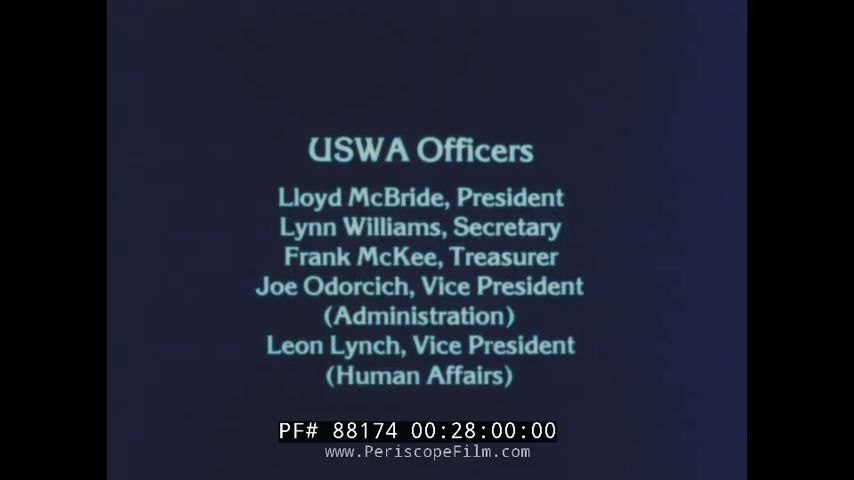 USWA Officers
Lloyd McBride, President
Lynn Williams, Secretary
Frank McKee, Treasurer
Joe Odorcich, Vice President
(Administration)
Leon Lynch, Vice President
(Human Affairs)
PF# 88174 00:28:00:00
www.PeriscopeFilm.com